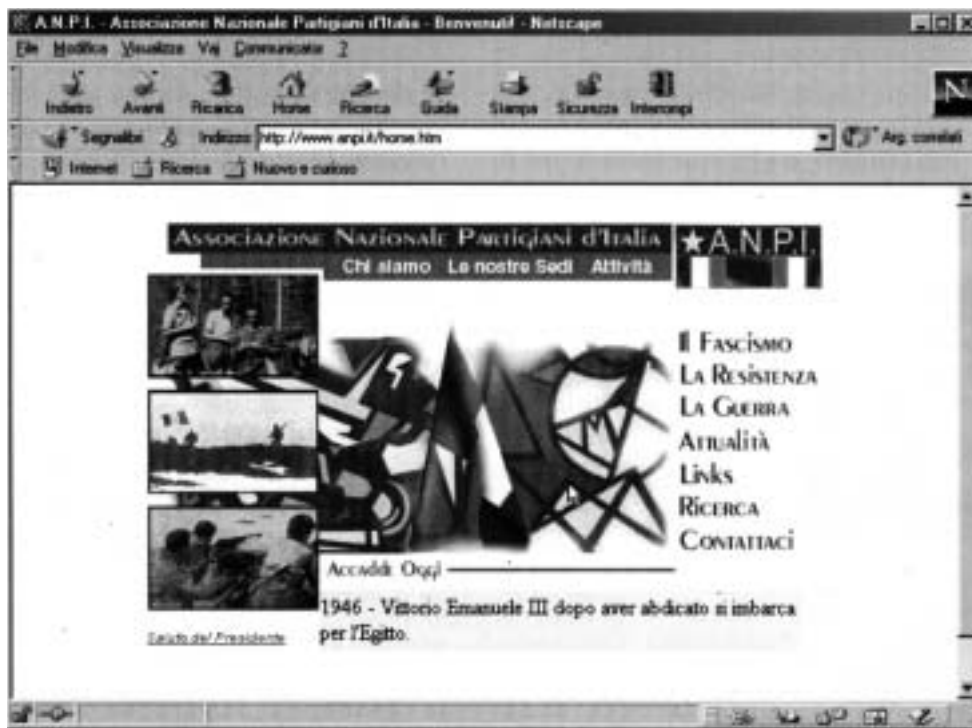 A.N.P.I. - Associazione Nazionale Partigiani d'Italia - Benvenuti! - Netscape
File Modifica Visualizza Vai Communicator ?
Indietro Avanti Ricarica Home Ricerca Guida Stampa Sicurezza Interrompi
N
Segnalibri Indirizzo http://www.anpi.it/home.htm Arg. correlati
Internet Ricerca Nuovo e curioso
Associazione Nazionale Partigiani d'Italia
A.N.P.I.
Chi siamo Le nostre Sedi Attività
Il Fascismo
La Resistenza
La Guerra
Attualità
Links
Ricerca
Contattaci
Accadde Oggi
1946 - Vittorio Emanuele III dopo aver abdicato si imbarca
per l'Egitto.
Saluto del Presidente